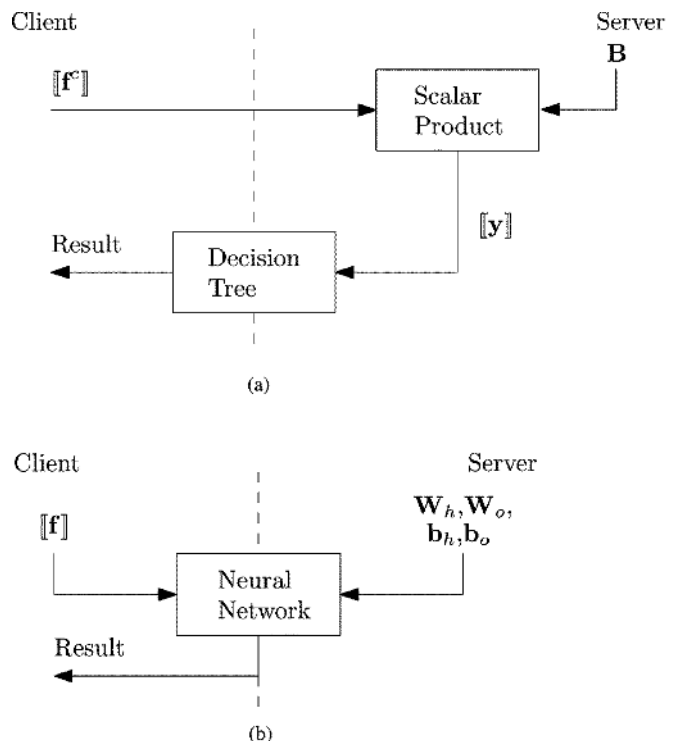 Client
Server
⟦f^c⟧
B
Scalar
Product
⟦y⟧
Result
Decision
Tree
(a)
Client
Server
⟦f⟧
W_h,W_o,
b_h,b_o
Neural
Network
Result
(b)